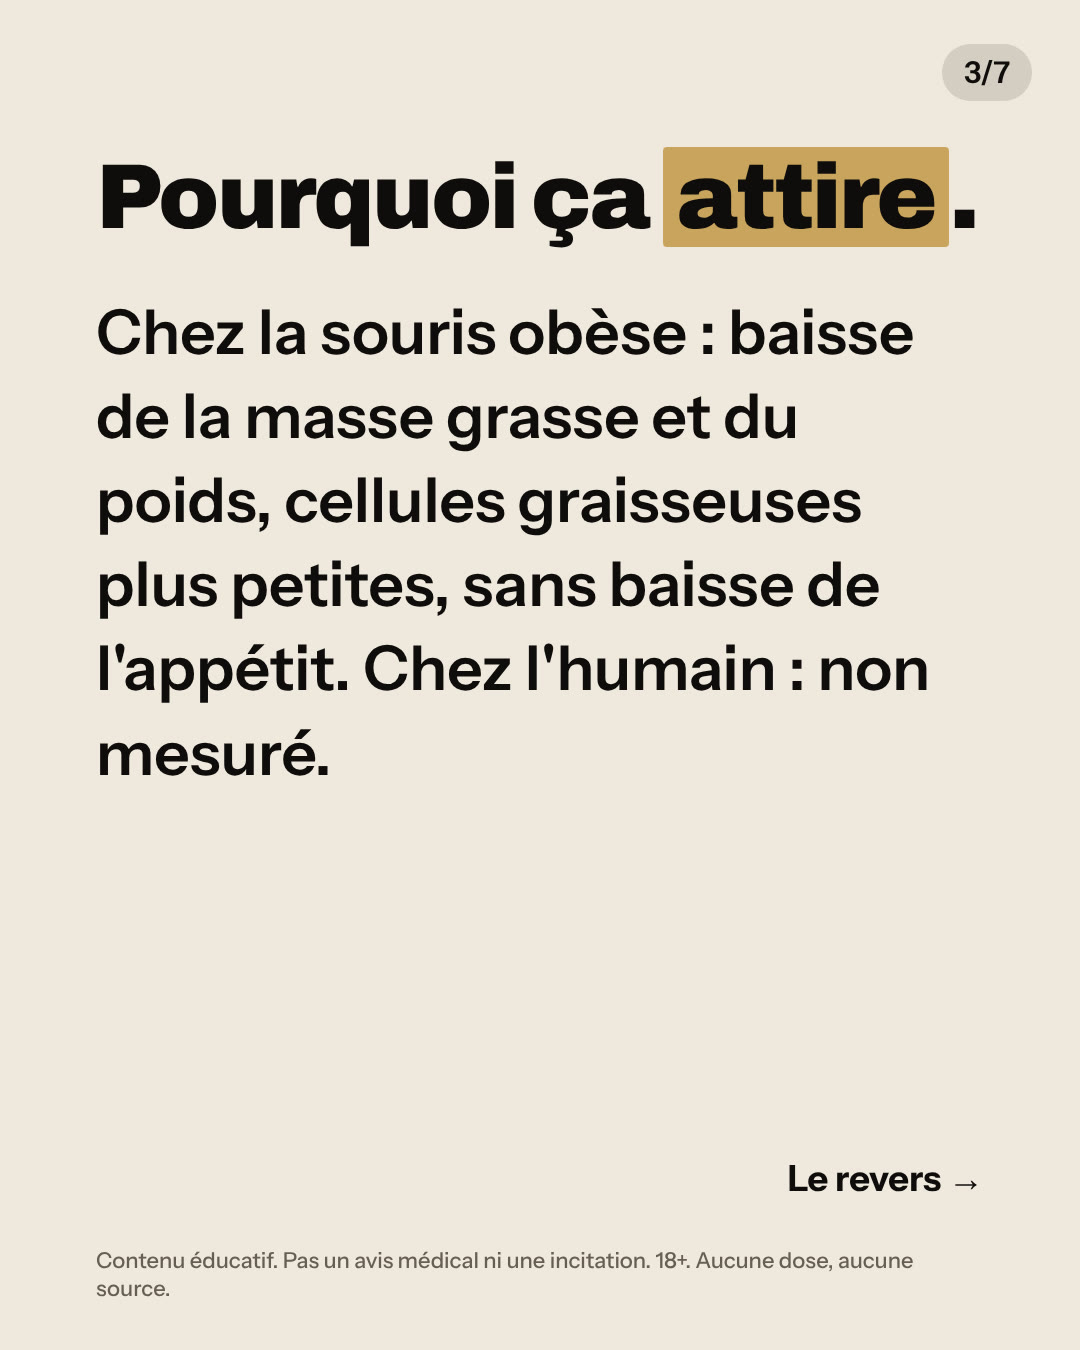 3/7
Pourquoi ça attire.
Chez la souris obèse : baisse
de la masse grasse et du
poids, cellules graisseuses
plus petites, sans baisse de
l'appétit. Chez l'humain : non
mesuré.
Le revers →
Contenu éducatif. Pas un avis médical ni une incitation. 18+. Aucune dose, aucune
source.